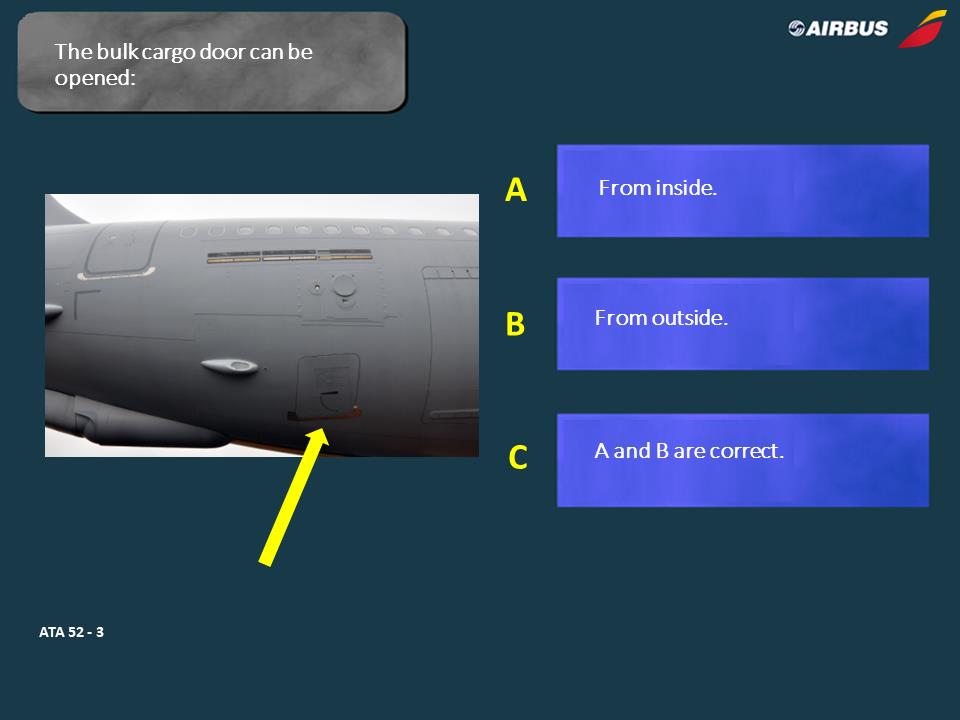 The bulk cargo door can be
opened:
AIRBUS
A
From inside.
B
From outside.
C
A and B are correct.
ATA 52 - 3